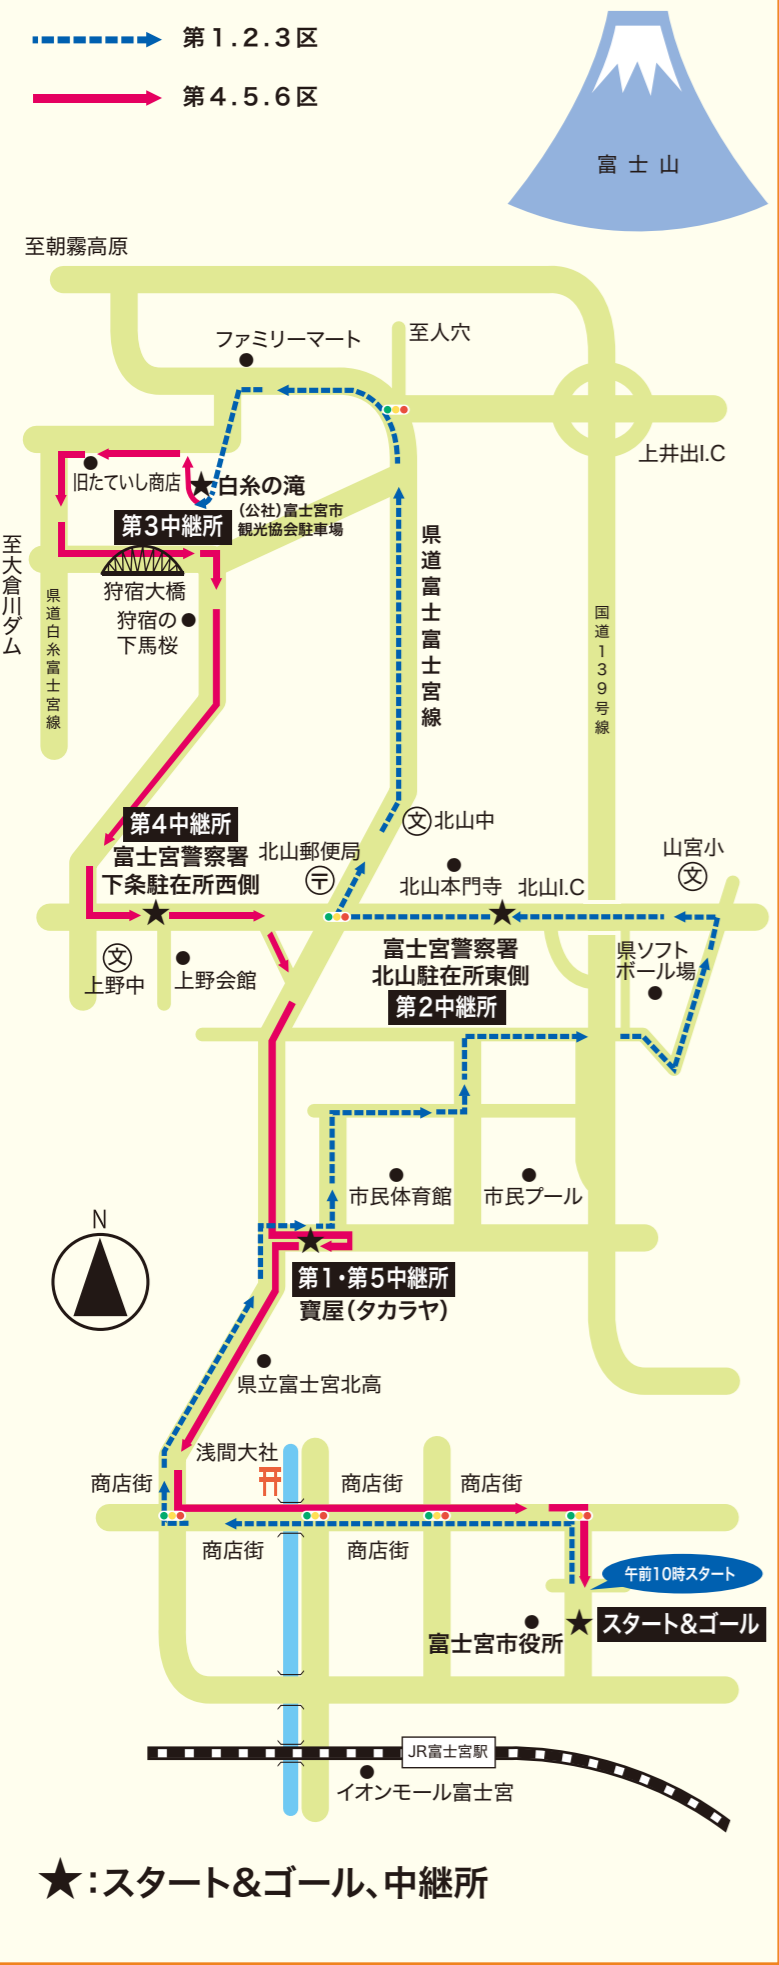 第1.2.3区
第4.5.6区
富士山
至朝霧高原
ファミリーマート
至人穴
上井出I.C
旧たていし商店
白糸の滝
(公社)富士宮市
観光協会駐車場
第3中継所
至大倉川ダム
狩宿大橋
狩宿の
下馬桜
県道白糸富士宮線
県道富士富士宮線
国道139号線
第4中継所
富士宮警察署
下条駐在所西側
北山郵便局
〒
文
北山中
北山本門寺
北山I.C
山宮小
文
文
上野中
上野会館
富士宮警察署
北山駐在所東側
第2中継所
県ソフト
ボール場
市民体育館
市民プール
N
第1・第5中継所
寶屋(タカラヤ)
県立富士宮北高
浅間大社
商店街
商店街
商店街
商店街
商店街
午前10時スタート
スタート&ゴール
富士宮市役所
JR富士宮駅
イオンモール富士宮
★:スタート&ゴール、中継所